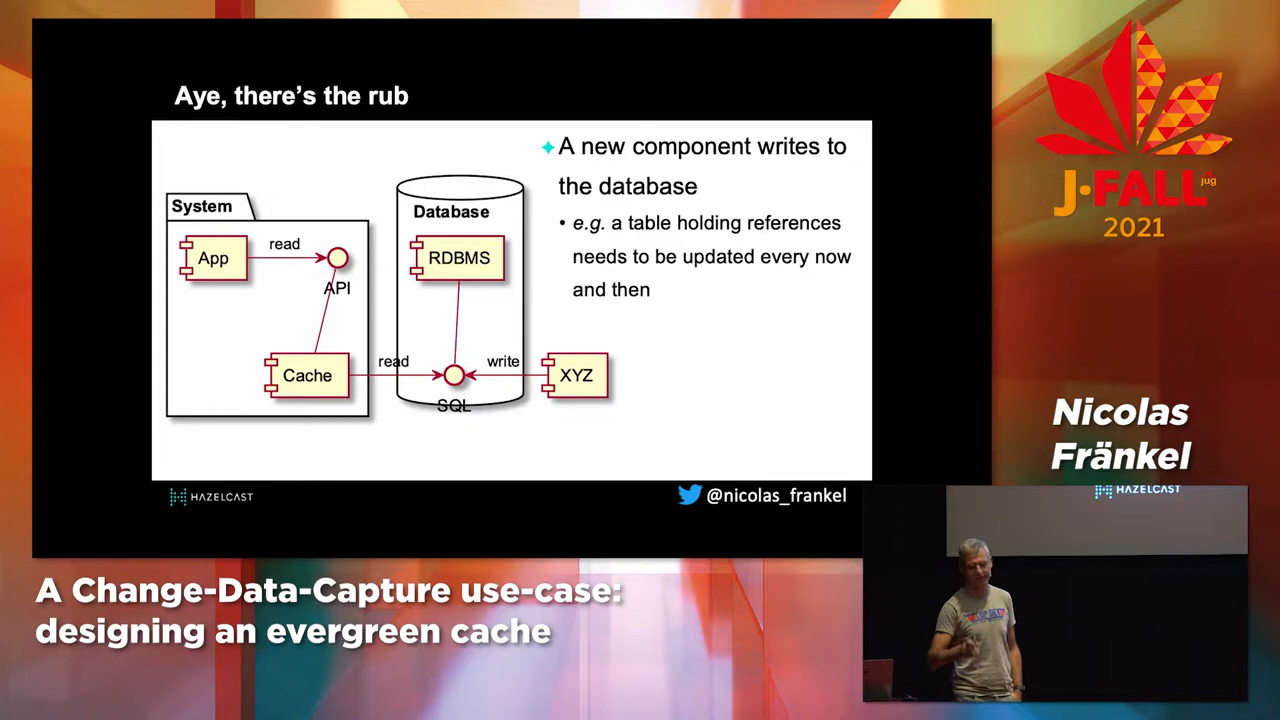 Aye, there's the rub
System
App
read
API
Cache
read
Database
RDBMS
SQL
write
XYZ
A new component writes to
the database
• e.g. a table holding references
needs to be updated every now
and then
HAZELCAST
@nicolas_frankel
J-FALL
jug
2021
Nicolas
Fränkel
HAZELCAST
A Change-Data-Capture use-case:
designing an evergreen cache